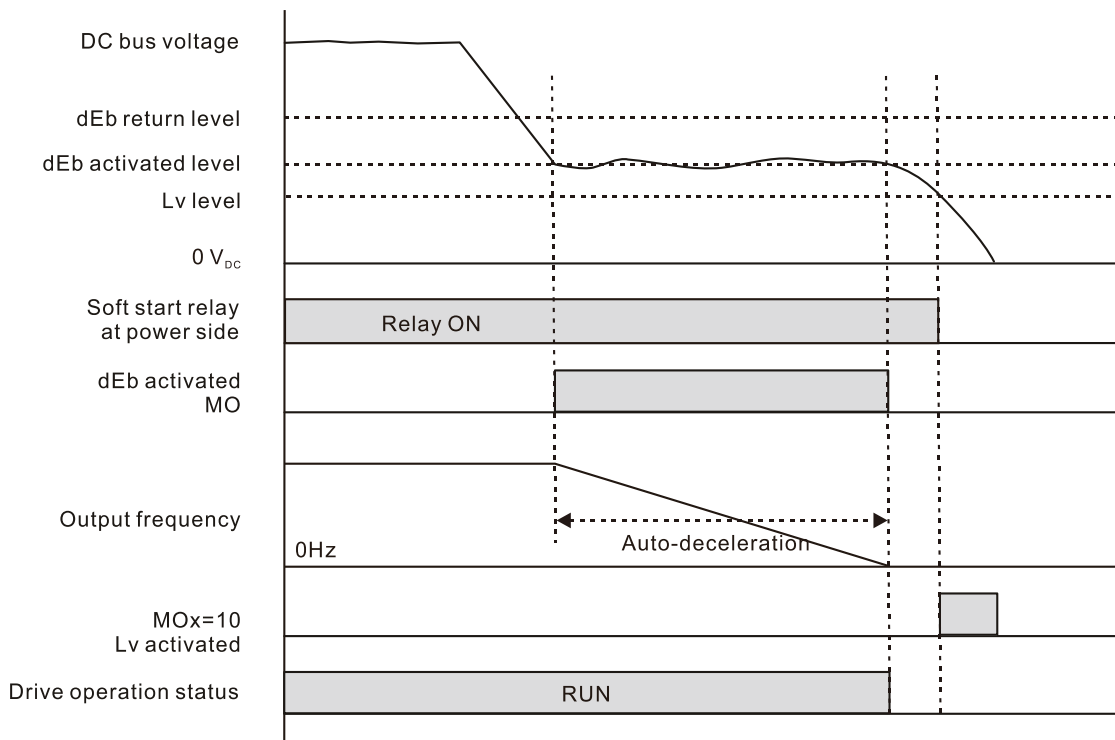 DC bus voltage
dEb return level
dEb activated level
Lv level
0 VDC
Soft start relay
at power side
Relay ON
dEb activated
MO
Output frequency
0Hz
Auto-deceleration
MOx=10
Lv activated
Drive operation status
RUN